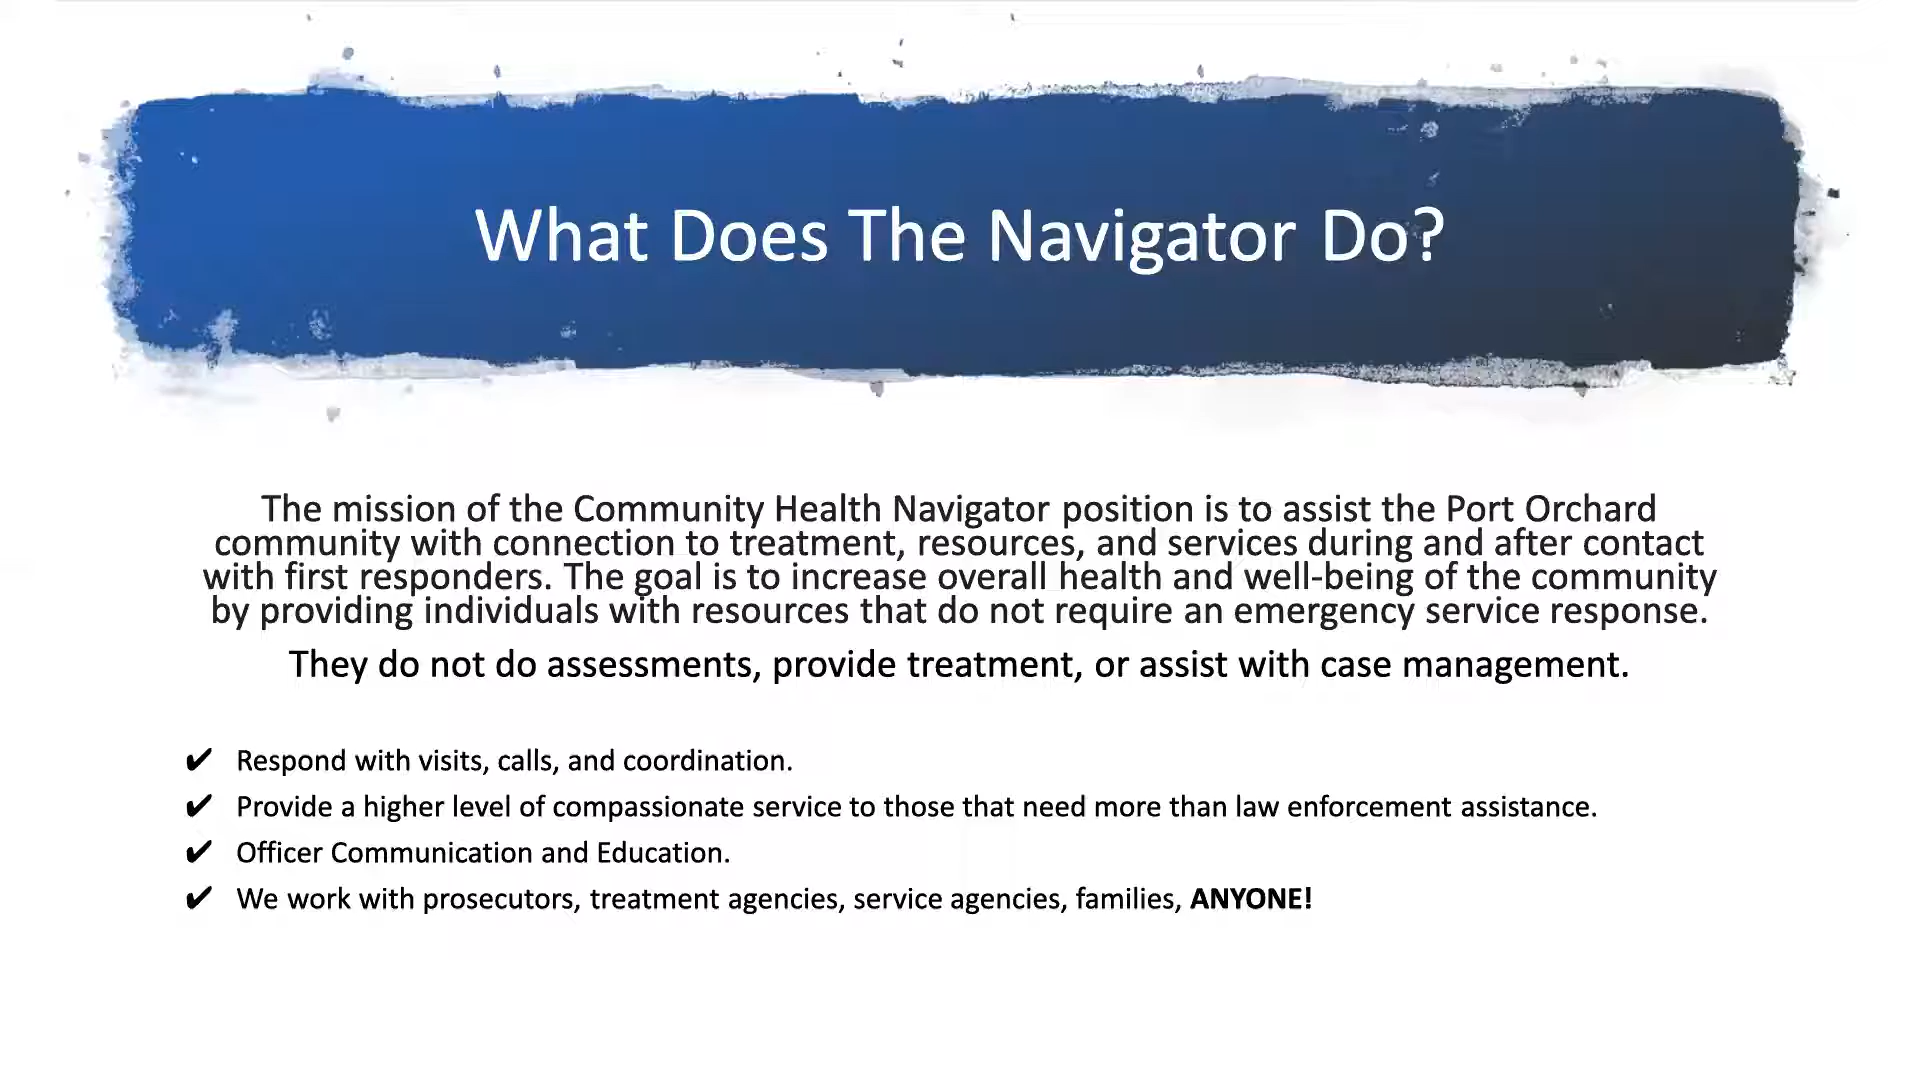 What Does The Navigator Do?
The mission of the Community Health Navigator position is to assist the Port Orchard
community with connection to treatment, resources, and services during and after contact
with first responders. The goal is to increase overall health and well-being of the community
by providing individuals with resources that do not require an emergency service response.
They do not do assessments, provide treatment, or assist with case management.
✔ Respond with visits, calls, and coordination.
✔ Provide a higher level of compassionate service to those that need more than law enforcement assistance.
✔ Officer Communication and Education.
✔ We work with prosecutors, treatment agencies, service agencies, families, ANYONE!